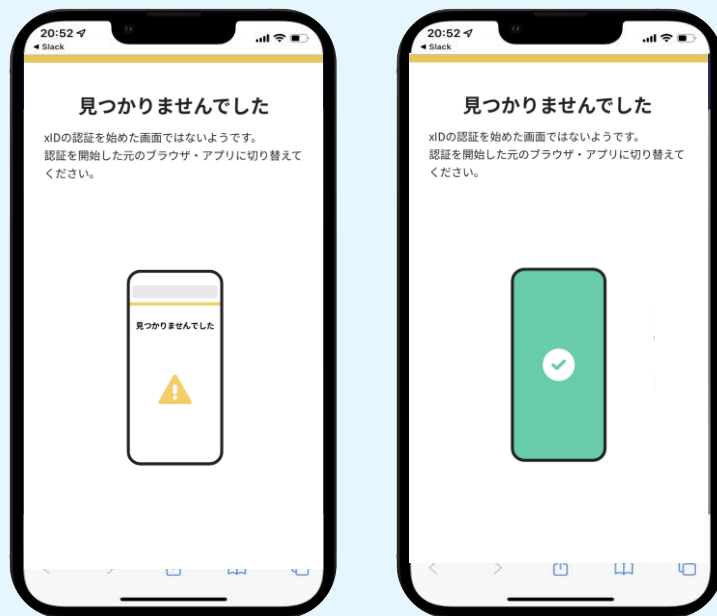 20:52
Slack
見つかりませんでした
xIDの認証を始めた画面ではないようです。
認証を開始した元のブラウザ・アプリに切り替えて
ください。
見つかりませんでした
20:52
Slack
見つかりませんでした
xIDの認証を始めた画面ではないようです。
認証を開始した元のブラウザ・アプリに切り替えて
ください。